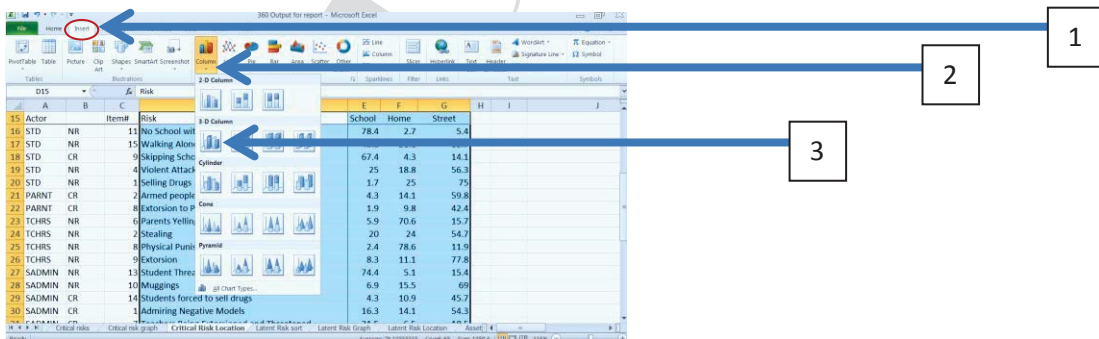 360 Output for report - Microsoft Excel
File Home Insert
1
PivotTable Table Picture Clip Art Shapes SmartArt Screenshot Column Pie Bar Area Scatter Other Line Column Slicer Hyperlink Text Header WordArt Signature Line Equation Symbol
Tables Illustrations Sparklines Filter Links Text Symbols
2
D15 fx Risk
2-D Column
A B C E F G H I J
15 Actor Item# Risk School Home Street
3-D Column
16 STD NR 11 No School wit 78.4 2.7 5.4
17 STD NR 15 Walking Alon
3
18 STD CR 9 Skipping Scho 67.4 4.3 14.1
Cylinder
19 STD NR 4 Violent Attack 25 18.8 56.3
20 STD NR 1 Selling Drugs 1.7 25 75
21 PARNT CR 2 Armed people 4.3 14.1 59.8
Cone
22 PARNT CR 8 Extorsion to P 1.9 9.8 42.4
23 TCHRS NR 6 Parents Yellin 5.9 70.6 15.7
24 TCHRS NR 2 Stealing 20 24 54.7
25 TCHRS NR 8 Physical Punis 2.4 78.6 11.9
Pyramid
26 TCHRS NR 9 Extorsion 8.3 11.1 77.8
27 SADMIN NR 13 Student Threa 74.4 5.1 15.4
28 SADMIN NR 10 Muggings 6.9 15.5 69
All Chart Types...
29 SADMIN CR 14 Students forced to sell drugs 4.3 10.9 45.7
30 SADMIN CR 1 Admiring Negative Models 16.3 14.1 54.3
Critical risks Critical risk graph Critical Risk Location Latent Risk sort Latent Risk Graph Latent Risk Location Asset
Ready